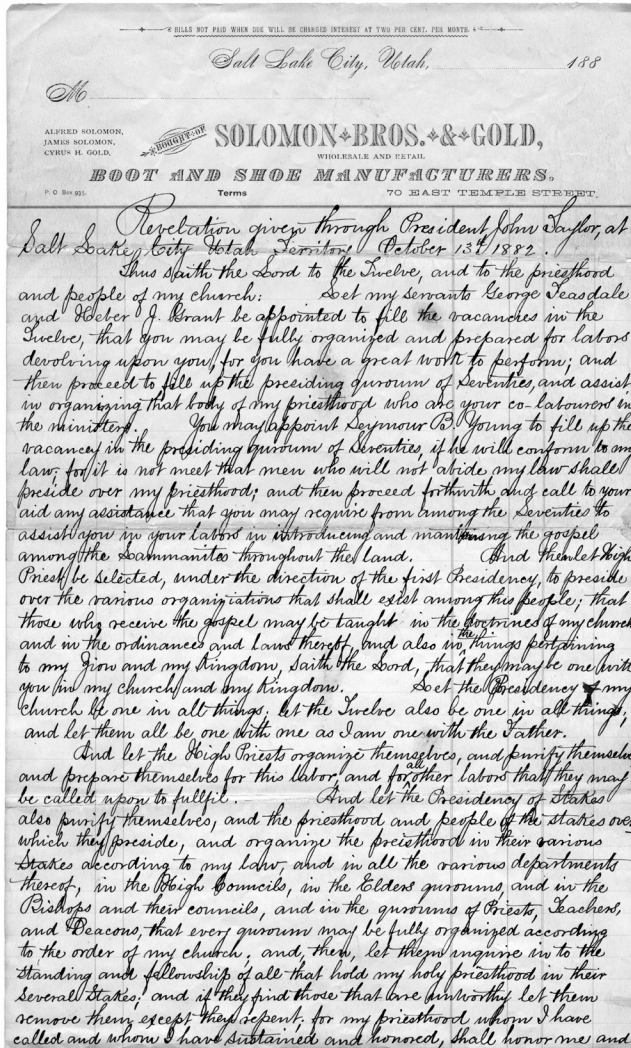 BILLS NOT PAID WHEN DUE WILL BE CHARGED INTEREST AT TWO PER CENT. PER MONTH.
Salt Lake City, Utah, 188
M
ALFRED SOLOMON,
JAMES SOLOMON,
CYRUS H. GOLD.
BOUGHT OF
SOLOMON BROS. & GOLD,
WHOLESALE AND RETAIL
BOOT AND SHOE MANUFACTURERS.
P. O Box 935. Terms 70 EAST TEMPLE STREET.
Revelation given through President John Taylor, at
Salt Lake City Utah Territory October 13th 1882.
Thus saith the Lord to the Twelve, and to the priesthood
and people of my church: Let my servants George Teasdale
and Heber J. Grant be appointed to fill the vacancies in the
Twelve, that you may be fully organized and prepared for labors
devolving upon you, for you have a great work to perform; and
then proceed to fill up the presiding quroum of Seventies, and assist
in organizing that body of my priesthood who are your co-labourers in
the ministery. You may appoint Seymour B. Young to fill up the
vacancy in the presiding quroum of Seventies, if he will conform to my
law; for it is not meet that men who will not abide my law shall
preside over my priesthood; and then proceed forthwith and call to your
aid any assistance that you may require from among the Seventies to
assist you in your labors in introducing and the gospel
among the Lammanites throughout the land. And then let High
Priest be selected, under the direction of the first Presidency, to preside
over the various organiziations that shall exist among this people; that
those who receive the gospel may be taught in the doctrines of my church
and in the ordinances and laws thereof, and also in the things pertaining
to my Zion and my Kingdom, saith the Lord, that they may be one with
you in my church and my Kingdom. Let the Presidency of my
church be one in all things; let the Twelve also be one in all things;
and let them all be one with me as I am one with the Father.
And let the High Priests organize themselves, and purify themselve
and prepare themselves for this labor, and for all other labors that they may
be called upon to fullfil. And let the Presidency of Stakes
also purify themselves, and the priesthood and people of the stakes over
which they preside, and organize the preisthood in their various
Stakes according to my law, and in all the various departments
thereof, in the High Councils, in the Elders quroums, and in the
Bishops and their councils, and in the quroums of Priests, Teachers,
and Deacons, that every quroum may be fully organized according
to the order of my church; and, then, let them inquire in to the
standing and fellowship of all that hold my holy priesthood in their
Several Stakes; and if they find those that are unworthy let them
remove them, except they repent; for my priesthood whom I have
called and whom I have sustained and honored, shall honor me and